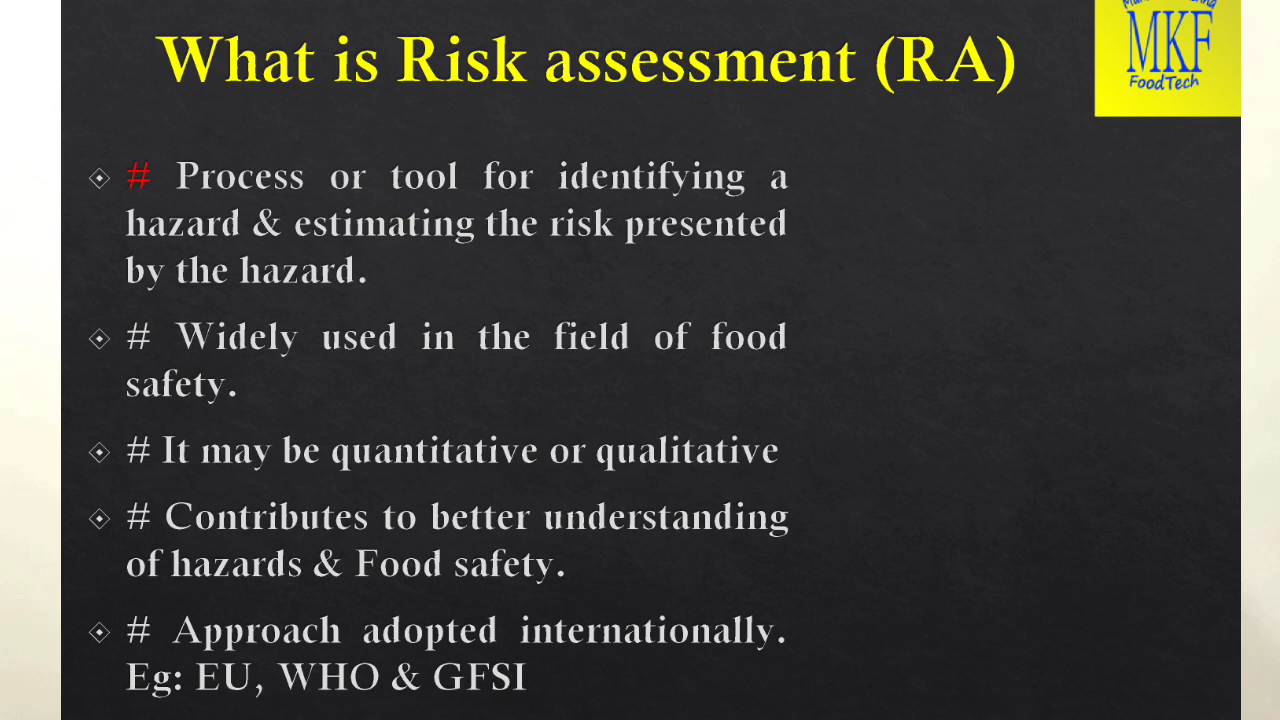 What is Risk assessment (RA)
MKF
FoodTech
# Process or tool for identifying a
hazard & estimating the risk presented
by the hazard.
# Widely used in the field of food
safety.
# It may be quantitative or qualitative
# Contributes to better understanding
of hazards & Food safety.
# Approach adopted internationally.
Eg: EU, WHO & GFSI